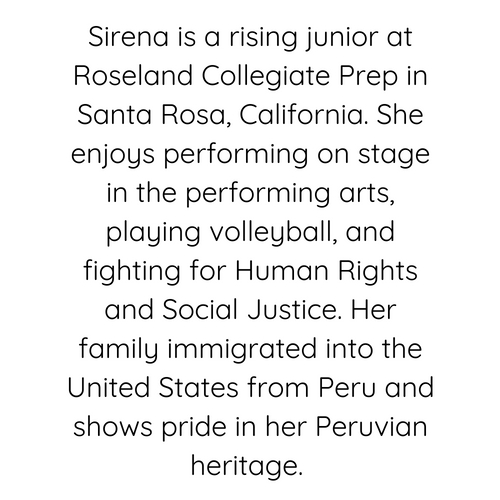 Sirena is a rising junior at
Roseland Collegiate Prep in
Santa Rosa, California. She
enjoys performing on stage
in the performing arts,
playing volleyball, and
fighting for Human Rights
and Social Justice. Her
family immigrated into the
United States from Peru and
shows pride in her Peruvian
heritage.